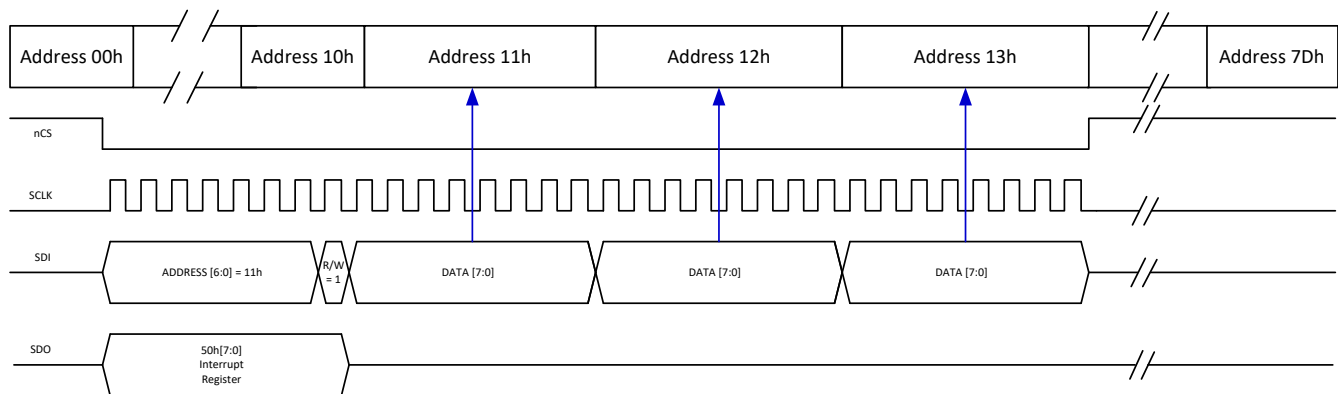 Address 00h
Address 10h
Address 11h
Address 12h
Address 13h
Address 7Dh
nCS
SCLK
SDI
ADDRESS [6:0] = 11h
R/W
= 1
DATA [7:0]
DATA [7:0]
DATA [7:0]
SDO
50h[7:0]
Interrupt
Register